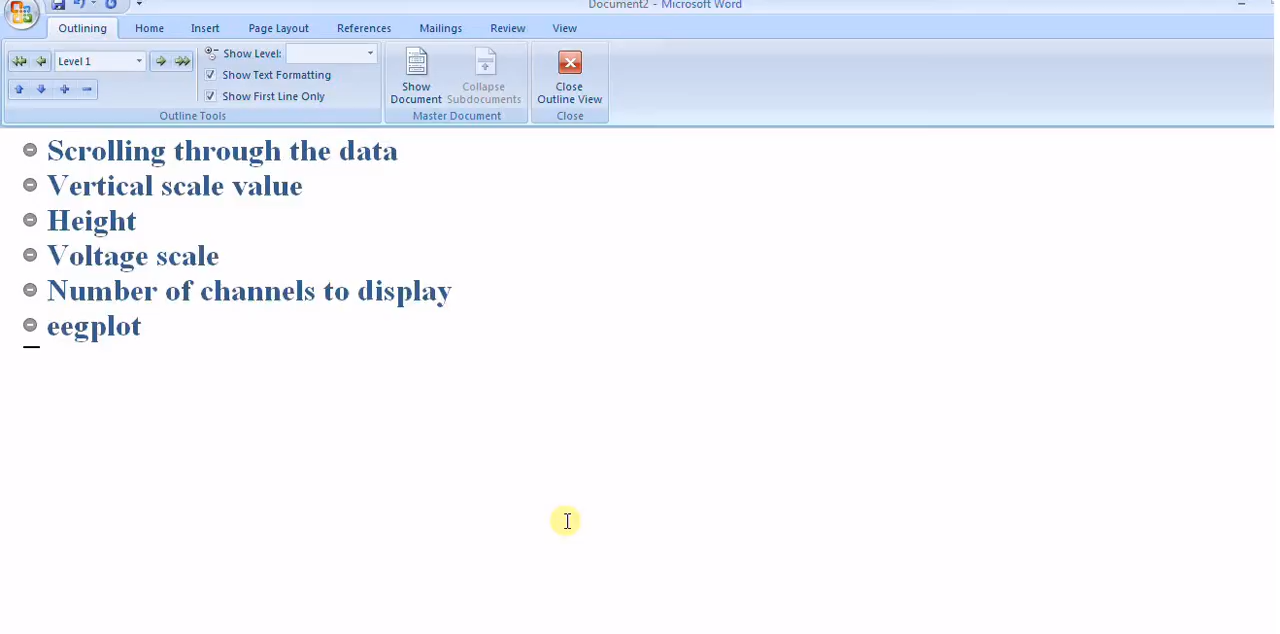 Document2 - Microsoft Word
Outlining Home Insert Page Layout References Mailings Review View
Level 1
Show Level:
Show Text Formatting
Show First Line Only
Outline Tools
Show Document
Collapse Subdocuments
Master Document
Close Outline View
Close
Scrolling through the data
Vertical scale value
Height
Voltage scale
Number of channels to display
eegplot